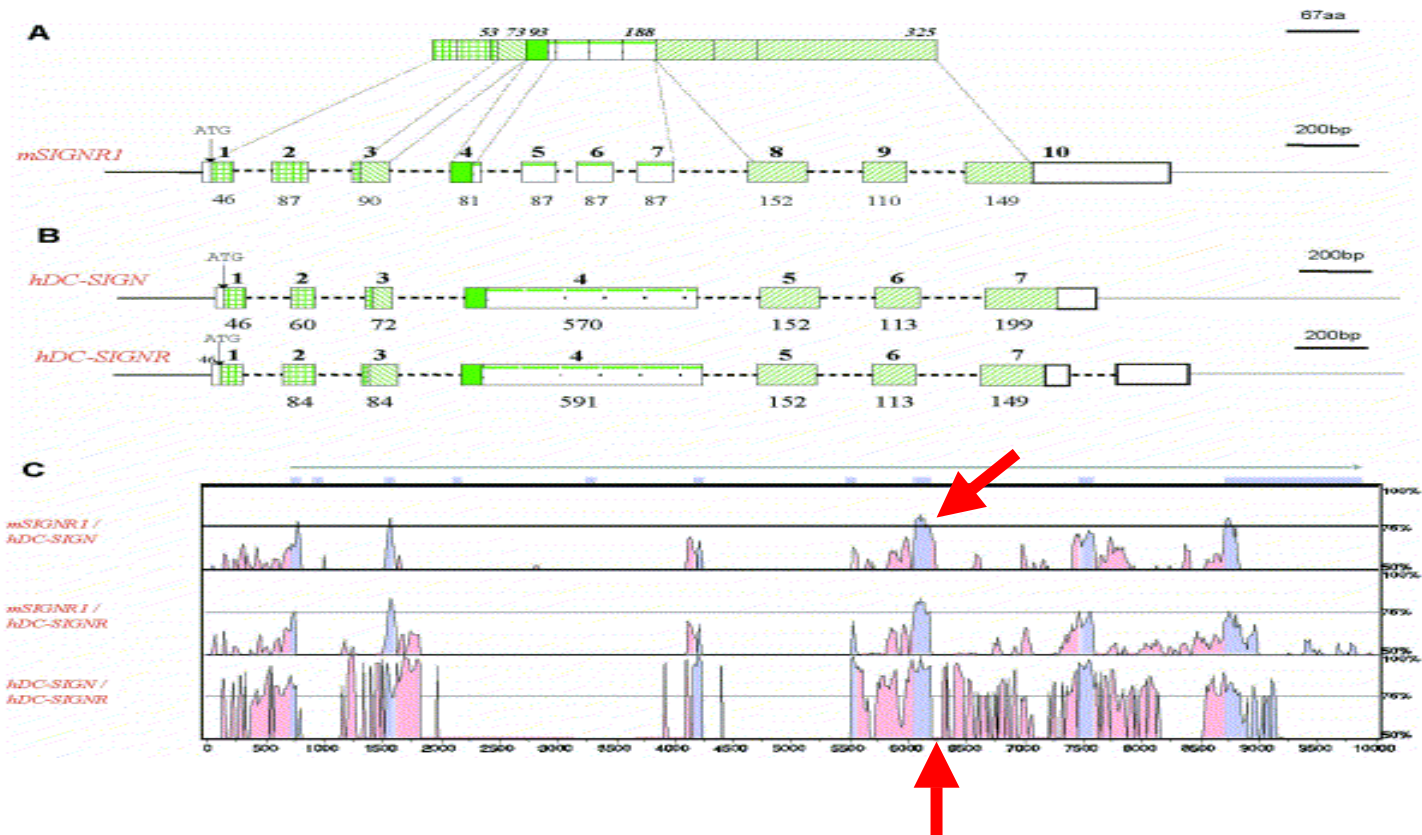 A
53 73 93 188 325
67aa
ATG
200bp
mSIGNR1
1 2 3 4 5 6 7 8 9 10
46 87 90 81 87 87 87 152 110 149
B
ATG
200bp
hDC-SIGN
1 2 3 4 5 6 7
46 60 72 570 152 113 199
ATG
200bp
hDC-SIGNR
46 1 2 3 4 5 6 7
84 84 591 152 113 149
C
100%
mSIGNR1 /
hDC-SIGN
75%
50%
100%
mSIGNR1 /
hDC-SIGNR
75%
50%
100%
hDC-SIGN /
hDC-SIGNR
75%
50%
0 500 1000 1500 2000 2500 3000 3500 4000 4500 5000 5500 6000 6500 7000 7500 8000 8500 9000 9500 10000